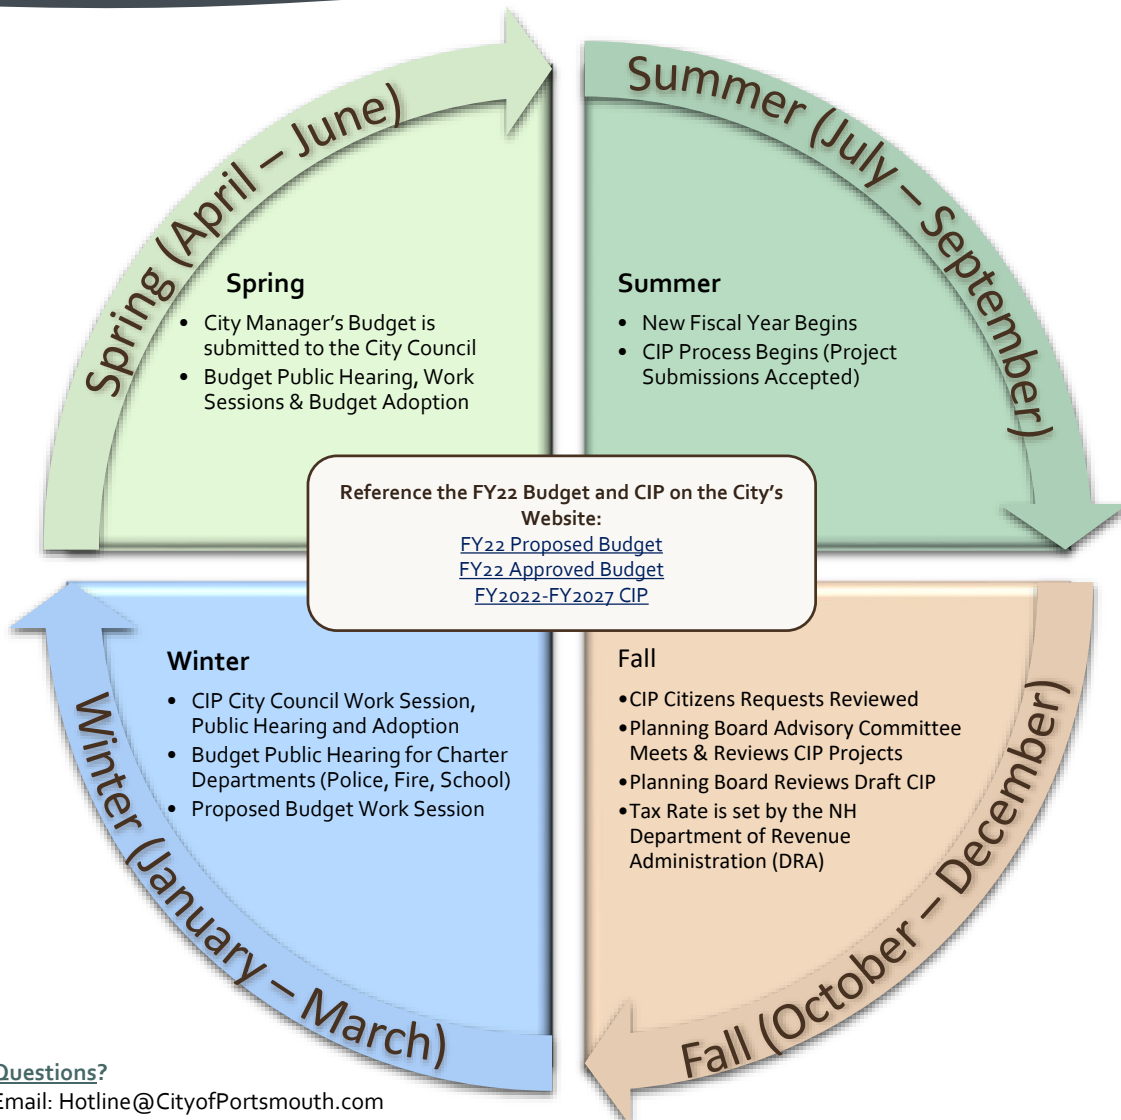 Spring (April – June)
Summer (July – September)
Spring
• City Manager's Budget is
submitted to the City Council
• Budget Public Hearing, Work
Sessions & Budget Adoption
Summer
• New Fiscal Year Begins
• CIP Process Begins (Project
Submissions Accepted)
Reference the FY22 Budget and CIP on the City's
Website:
FY22 Proposed Budget
FY22 Approved Budget
FY2022-FY2027 CIP
Winter
• CIP City Council Work Session,
Public Hearing and Adoption
• Budget Public Hearing for Charter
Departments (Police, Fire, School)
• Proposed Budget Work Session
Fall
•CIP Citizens Requests Reviewed
•Planning Board Advisory Committee
Meets & Reviews CIP Projects
•Planning Board Reviews Draft CIP
•Tax Rate is set by the NH
Department of Revenue
Administration (DRA)
Winter (January – March)
Fall (October – December)
Questions?
Email: Hotline@CityofPortsmouth.com